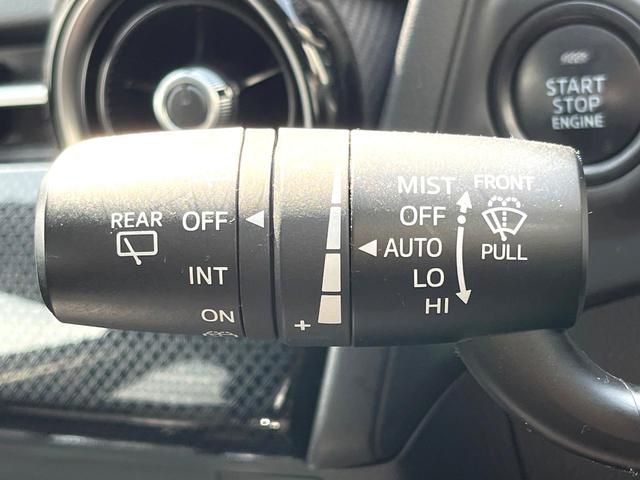 START
STOP
ENGINE
REAR
OFF
INT
ON
+
MIST
OFF
AUTO
LO
HI
FRONT
PULL